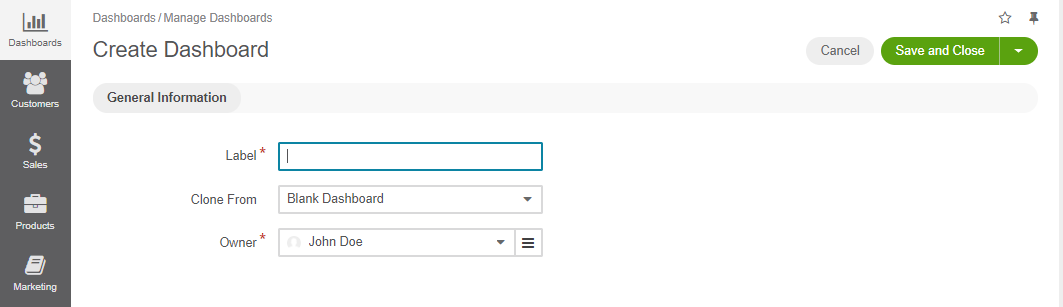 Dashboards
Customers
Sales
Products
Marketing
Dashboards / Manage Dashboards
Create Dashboard
Cancel
Save and Close
General Information
Label *
Clone From Blank Dashboard
Owner * John Doe